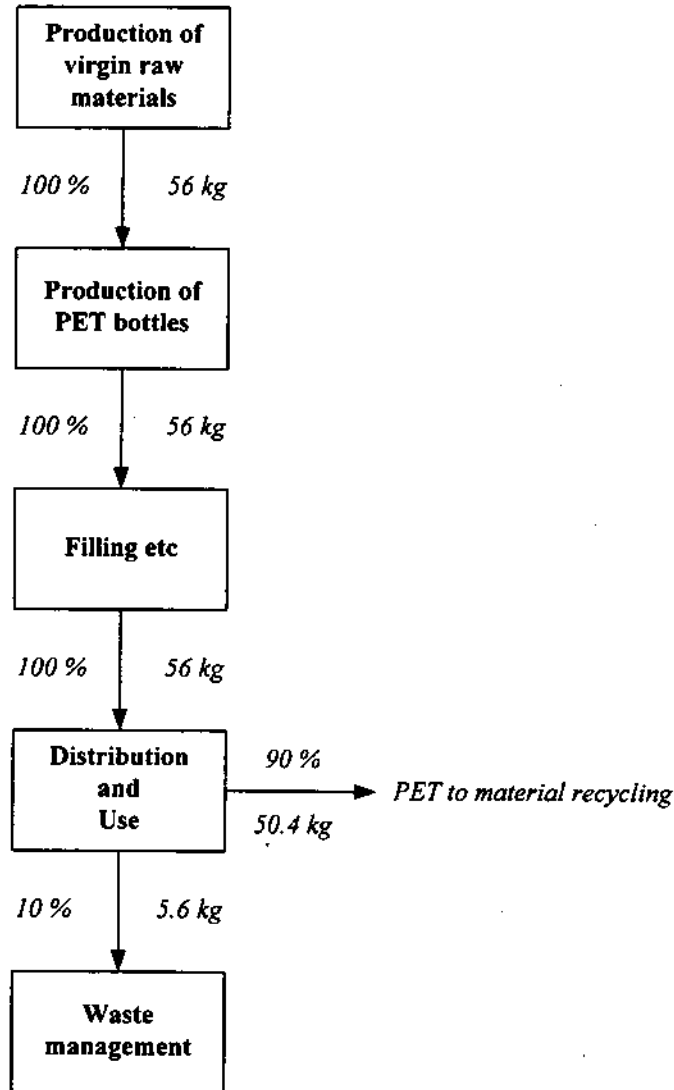 Production of
virgin raw
materials
100 % 56 kg
Production of
PET bottles
100 % 56 kg
Filling etc
100 % 56 kg
Distribution
and
Use
90 %
PET to material recycling
50.4 kg
10 % 5.6 kg
Waste
management